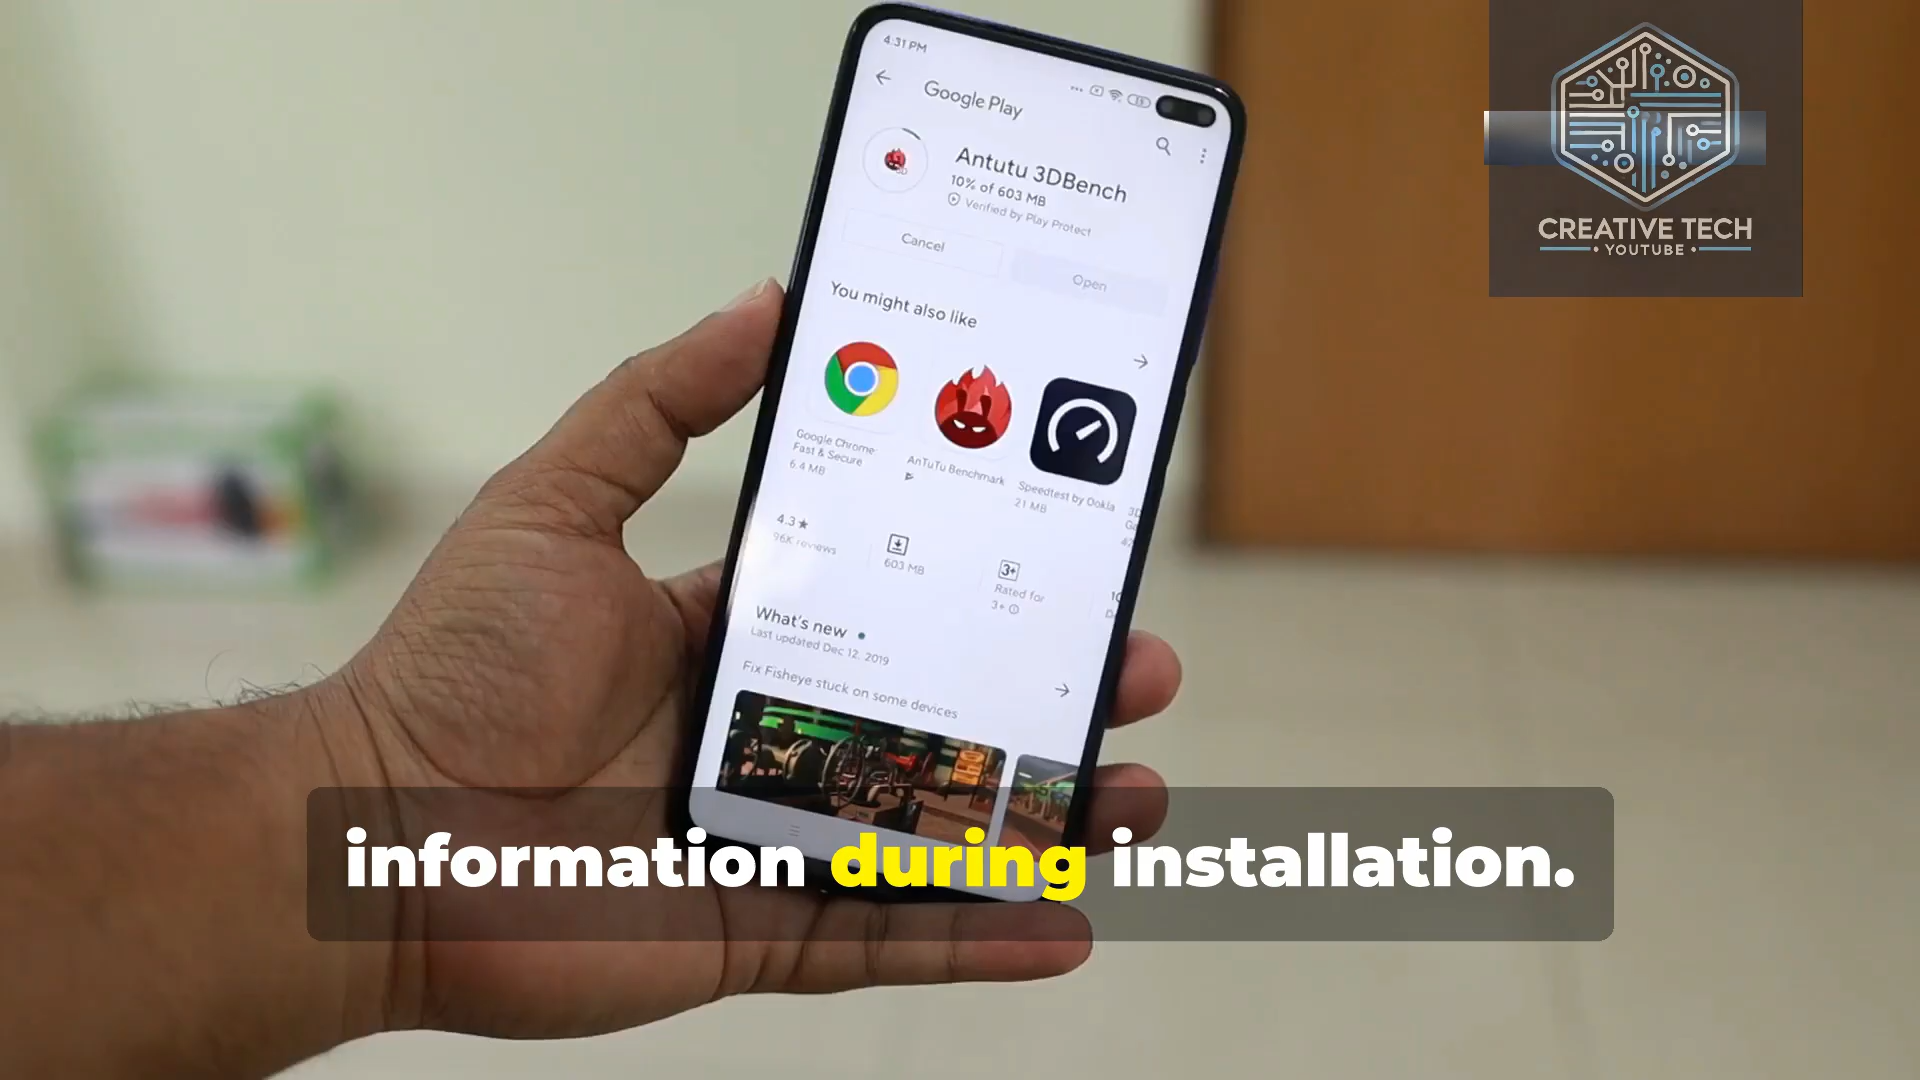 4:31 PM
Google Play
Antutu 3DBench
10% of 603 MB
Verified by Play Protect
Cancel
Open
You might also like
Google Chrome:
Fast & Secure
6.4 MB
AnTuTu Benchmark
Speedtest by Ookla
21 MB
4.3★
96K reviews
603 MB
3+
Rated for
3+
What's new
Last updated Dec 12, 2019
Fix Fisheye stuck on some devices
CREATIVE TECH
• YOUTUBE •
information during installation.